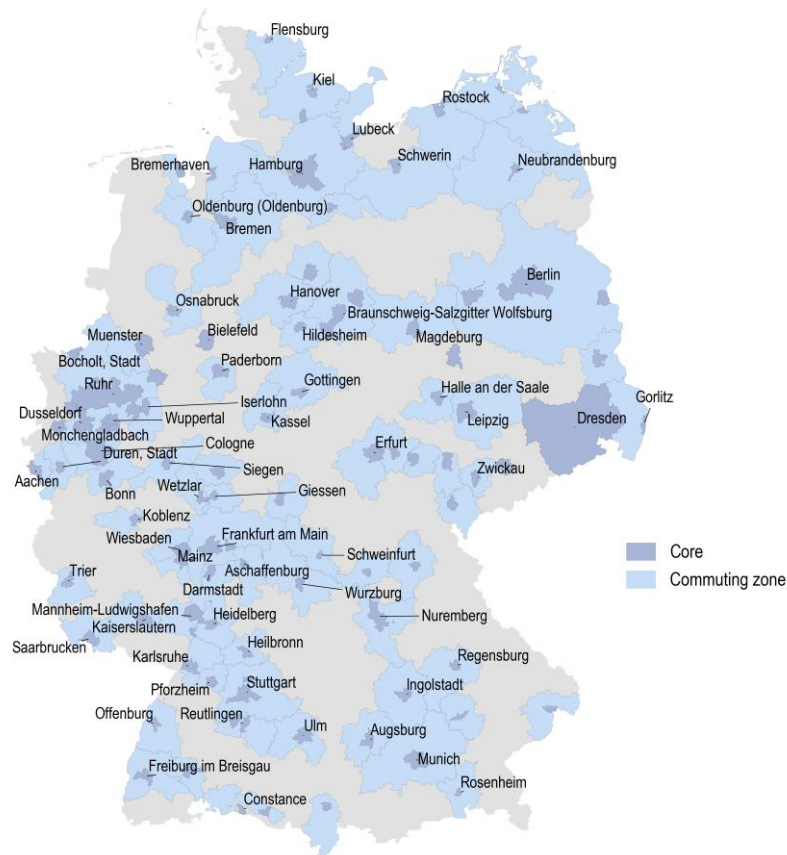 Flensburg
Kiel
Rostock
Lubeck
Bremerhaven
Hamburg
Schwerin
Neubrandenburg
Oldenburg (Oldenburg)
Bremen
Berlin
Hanover
Osnabruck
Braunschweig-Salzgitter Wolfsburg
Muenster
Bielefeld
Hildesheim
Magdeburg
Bocholt, Stadt
Paderborn
Gottingen
Ruhr
Halle an der Saale
Gorlitz
Iserlohn
Dusseldorf
Wuppertal
Kassel
Leipzig
Dresden
Monchengladbach
Cologne
Erfurt
Duren, Stadt
Siegen
Zwickau
Aachen
Bonn
Wetzlar
Giessen
Koblenz
Wiesbaden
Frankfurt am Main
Core
Mainz
Schweinfurt
Trier
Aschaffenburg
Commuting zone
Darmstadt
Wurzburg
Mannheim-Ludwigshafen
Heidelberg
Nuremberg
Kaiserslautern
Saarbrucken
Heilbronn
Karlsruhe
Regensburg
Pforzheim
Stuttgart
Ingolstadt
Offenburg
Reutlingen
Ulm
Augsburg
Munich
Freiburg im Breisgau
Rosenheim
Constance